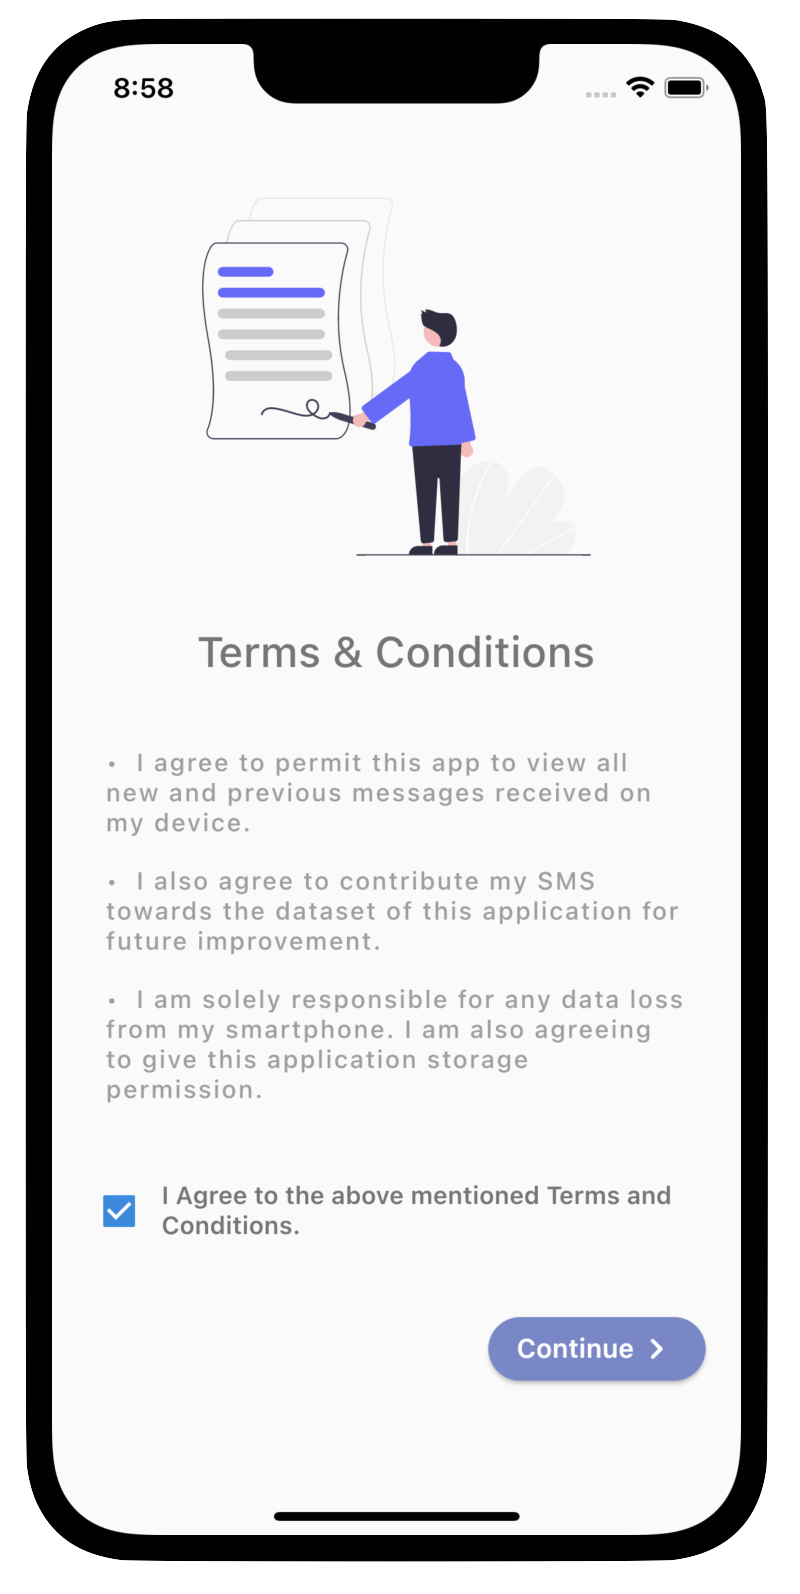 8:58
Terms & Conditions
• I agree to permit this app to view all
new and previous messages received on
my device.
• I also agree to contribute my SMS
towards the dataset of this application for
future improvement.
• I am solely responsible for any data loss
from my smartphone. I am also agreeing
to give this application storage
permission.
I Agree to the above mentioned Terms and
Conditions.
Continue